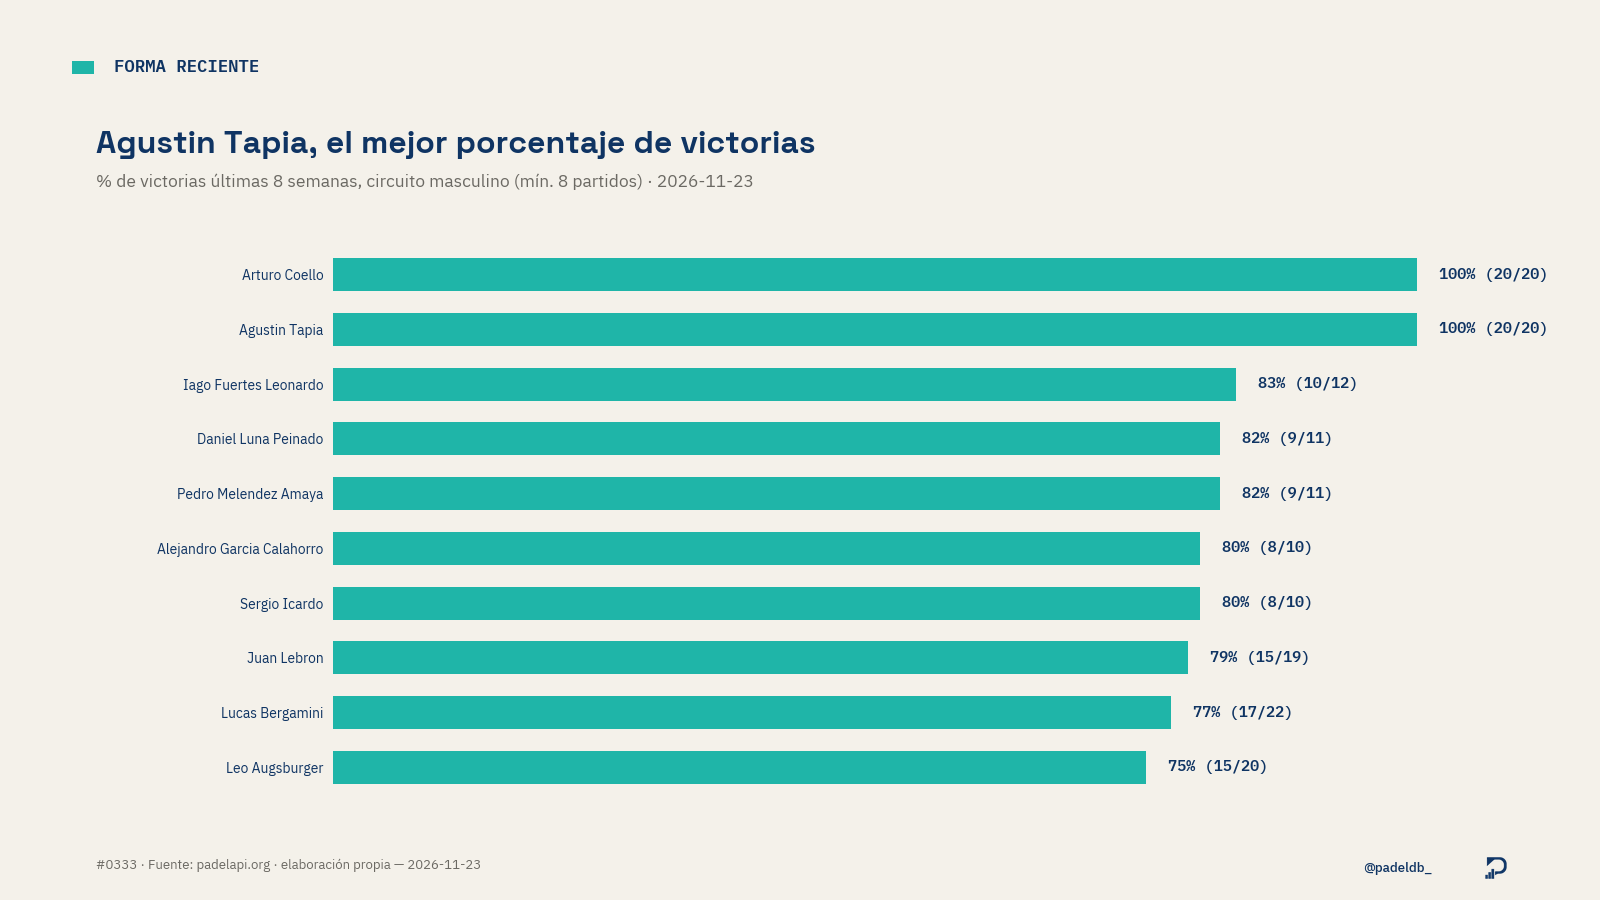 FORMA RECIENTE
Agustin Tapia, el mejor porcentaje de victorias
% de victorias últimas 8 semanas, circuito masculino (mín. 8 partidos) · 2026-11-23
Arturo Coello 100% (20/20)
Agustin Tapia 100% (20/20)
Iago Fuertes Leonardo 83% (10/12)
Daniel Luna Peinado 82% (9/11)
Pedro Melendez Amaya 82% (9/11)
Alejandro Garcia Calahorro 80% (8/10)
Sergio Icardo 80% (8/10)
Juan Lebron 79% (15/19)
Lucas Bergamini 77% (17/22)
Leo Augsburger 75% (15/20)
#0333 · Fuente: padelapi.org · elaboración propia — 2026-11-23
@padeldb_